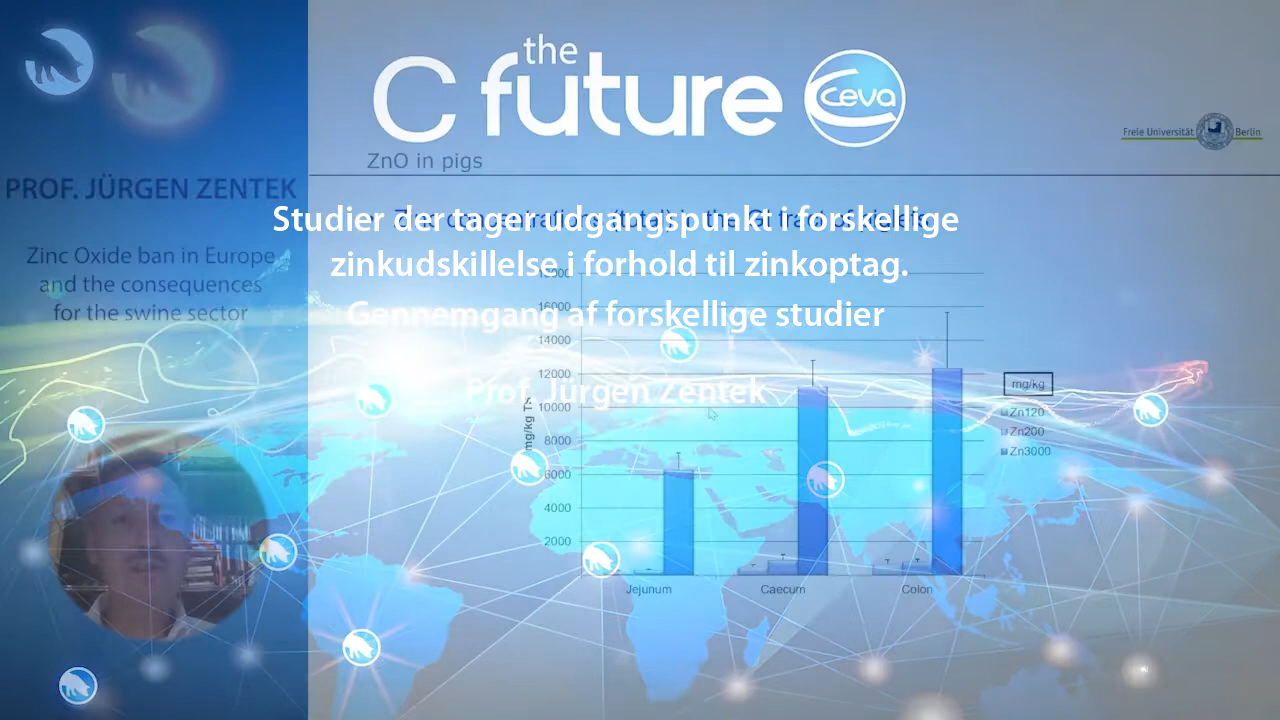 the
C future
Ceva
Freie Universität Berlin
ZnO in pigs
PROF. JÜRGEN ZENTEK
Zinc Oxide ban in Europe
and the consequences
for the swine sector
Studier der tager udgangspunkt i forskellige
zinkudskillelse i forhold til zinkoptag.
Gennemgang af forskellige studier
Prof. Jürgen Zentek
16000
14000
12000
10000
8000
6000
4000
2000
mg/kg
Jejunum
Caecum
Colon
mg/kg
Zn120
Zn200
Zn3000